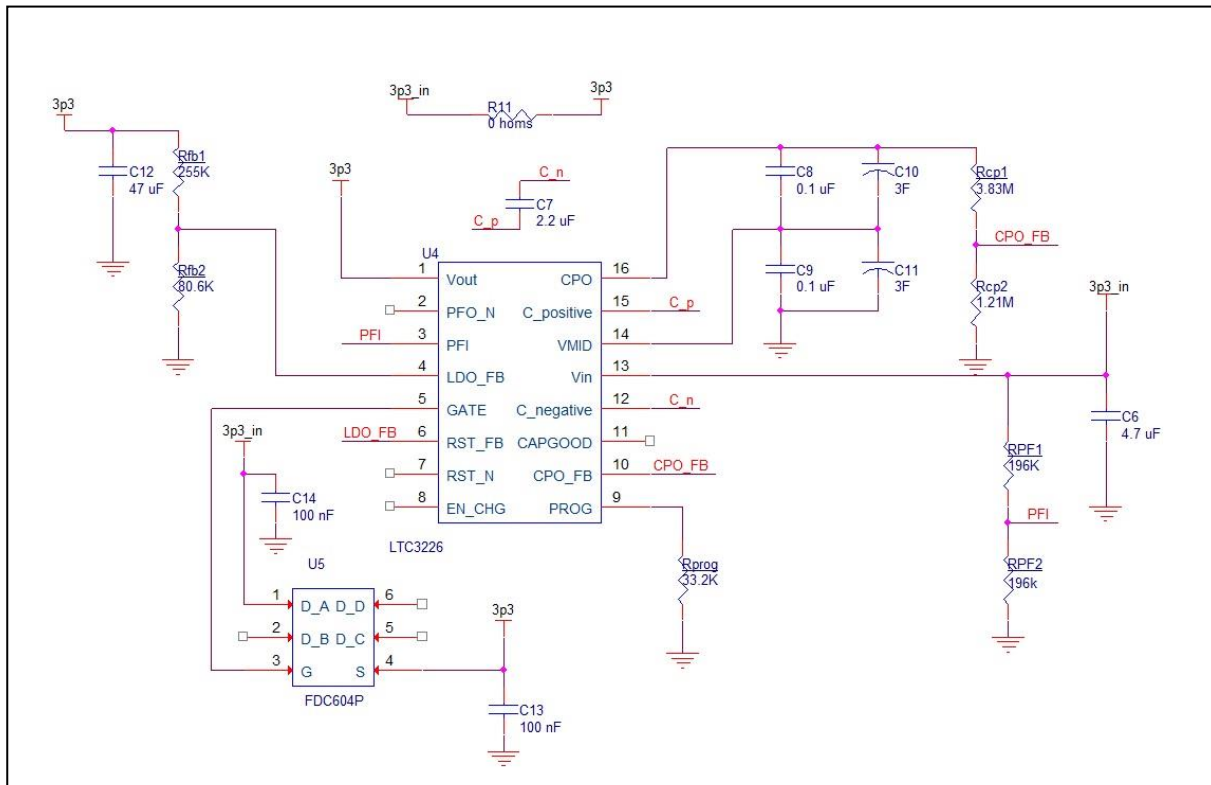 3p3_in
3p3
R11
0 homs
3p3
C12
47 uF
Rfb1
255K
Rfb2
80.6K
3p3
C_n
C7
2.2 uF
C_p
C8
0.1 uF
C10
3F
Rcp1
3.83M
CPO_FB
C9
0.1 uF
C11
3F
Rcp2
1.21M
U4
1 Vout CPO 16
2 PFO_N C_positive 15 C_p
PFI 3 PFI VMID 14
4 LDO_FB Vin 13
5 GATE C_negative 12 C_n
LDO_FB 6 RST_FB CAPGOOD 11
7 RST_N CPO_FB 10 CPO_FB
8 EN_CHG PROG 9
LTC3226
3p3_in
C6
4.7 uF
RPF1
196K
PFI
RPF2
196k
Rprog
33.2K
3p3_in
C14
100 nF
U5
1 D_A D_D 6
2 D_B D_C 5
3 G S 4
FDC604P
3p3
C13
100 nF